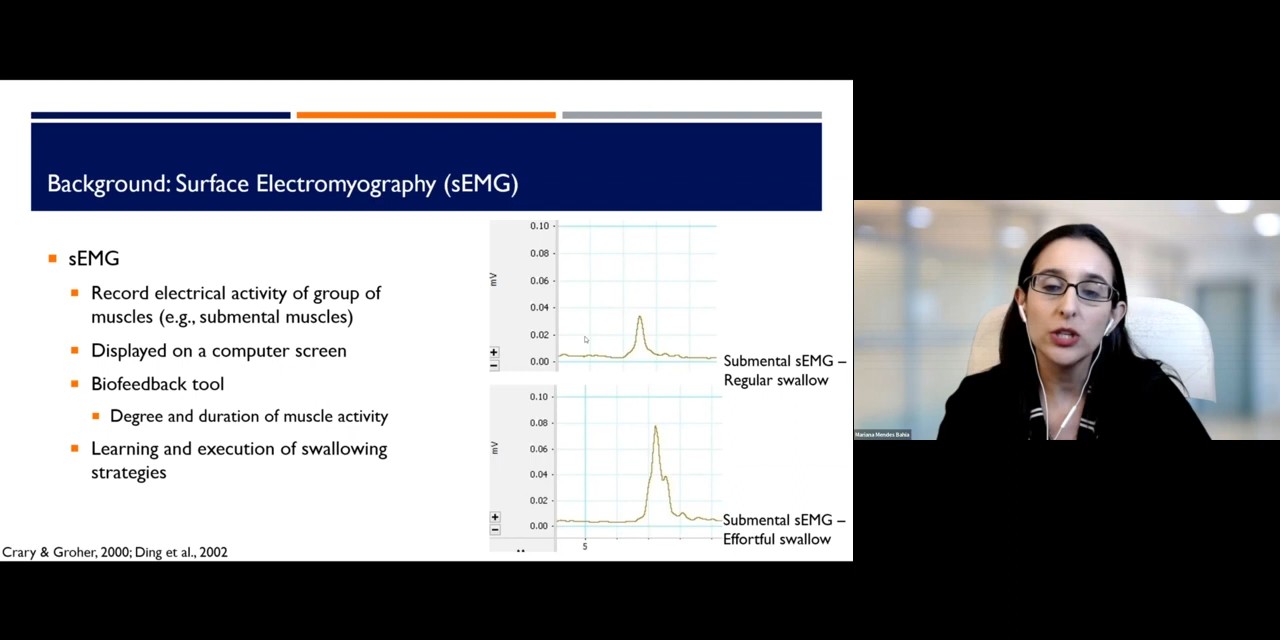 Background: Surface Electromyography (sEMG)
sEMG
Record electrical activity of group of
muscles (e.g., submental muscles)
Displayed on a computer screen
Biofeedback tool
Degree and duration of muscle activity
Learning and execution of swallowing
strategies
Crary & Groher, 2000; Ding et al., 2002
0.10
0.08
0.06
0.04
0.02
0.00
mV
Submental sEMG –
Regular swallow
0.10
0.08
0.06
0.04
0.02
0.00
mV
5
Submental sEMG –
Effortful swallow
Mariana Mendes Bahia